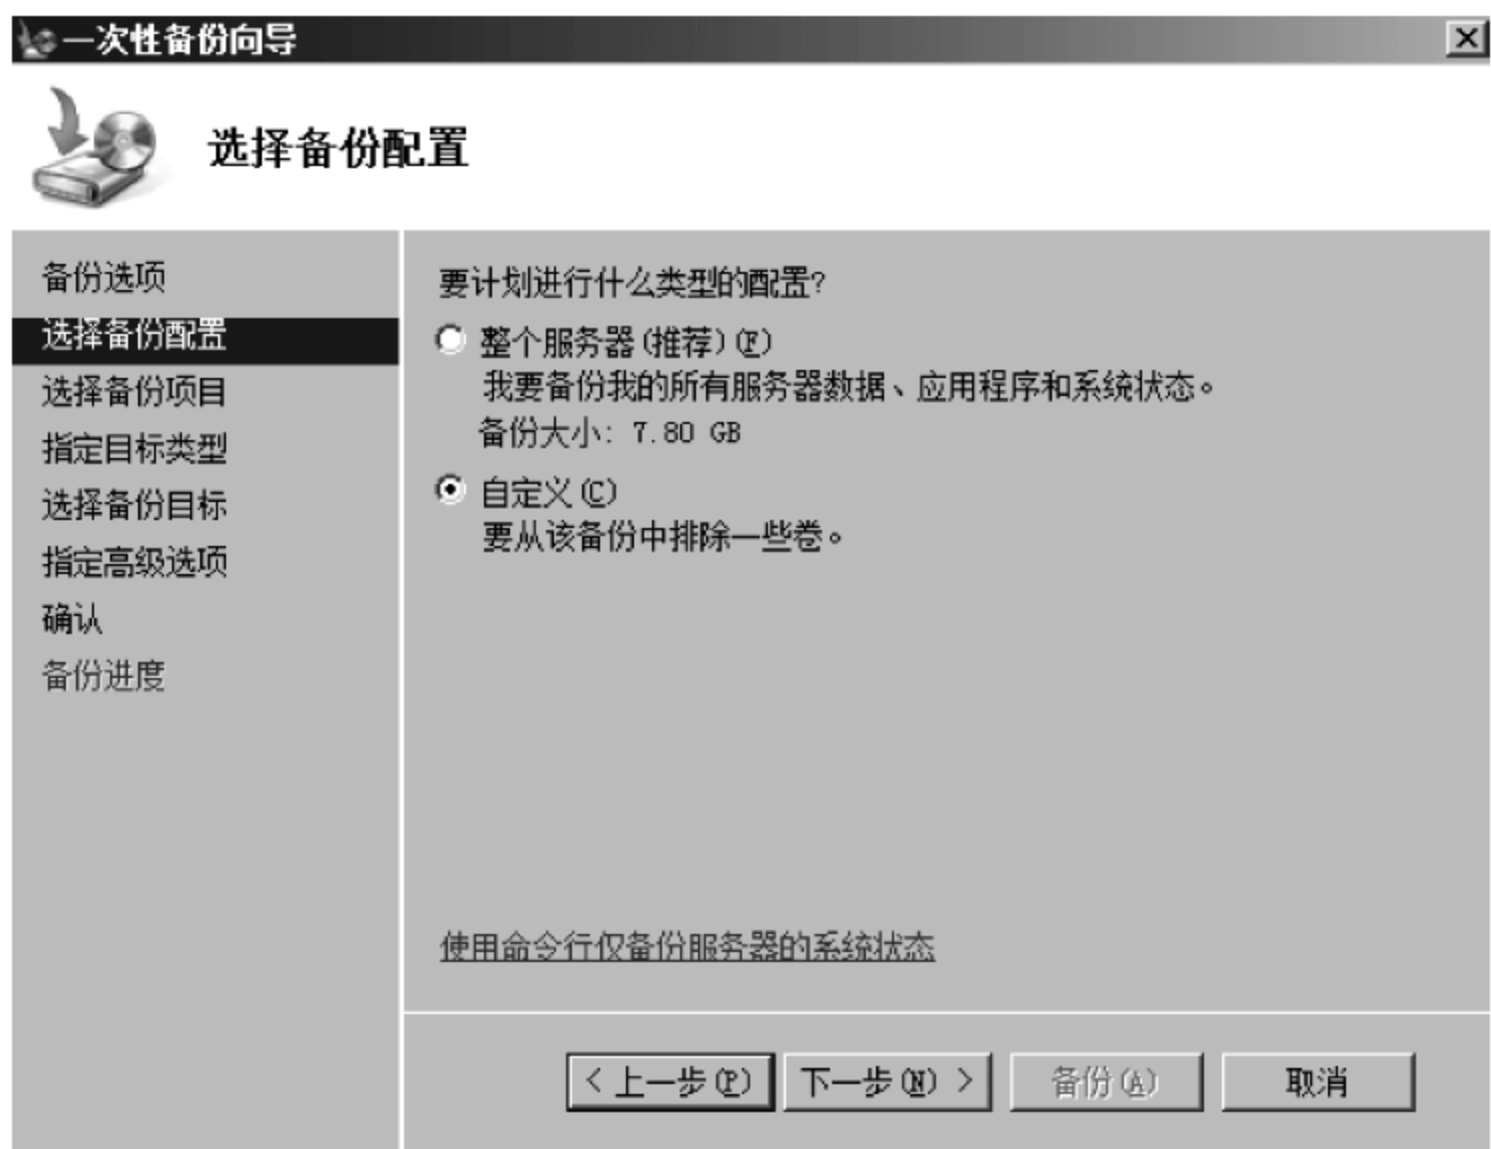 一次性备份向导
选择备份配置
备份选项
选择备份配置
选择备份项目
指定目标类型
选择备份目标
指定高级选项
确认
备份进度
要计划进行什么类型的配置?
整个服务器(推荐)(F)
我要备份我的所有服务器数据、应用程序和系统状态。
备份大小: 7.80 GB
自定义(C)
要从该备份中排除一些卷。
使用命令行仅备份服务器的系统状态
< 上一步(P) 下一步(N) > 备份(A) 取消